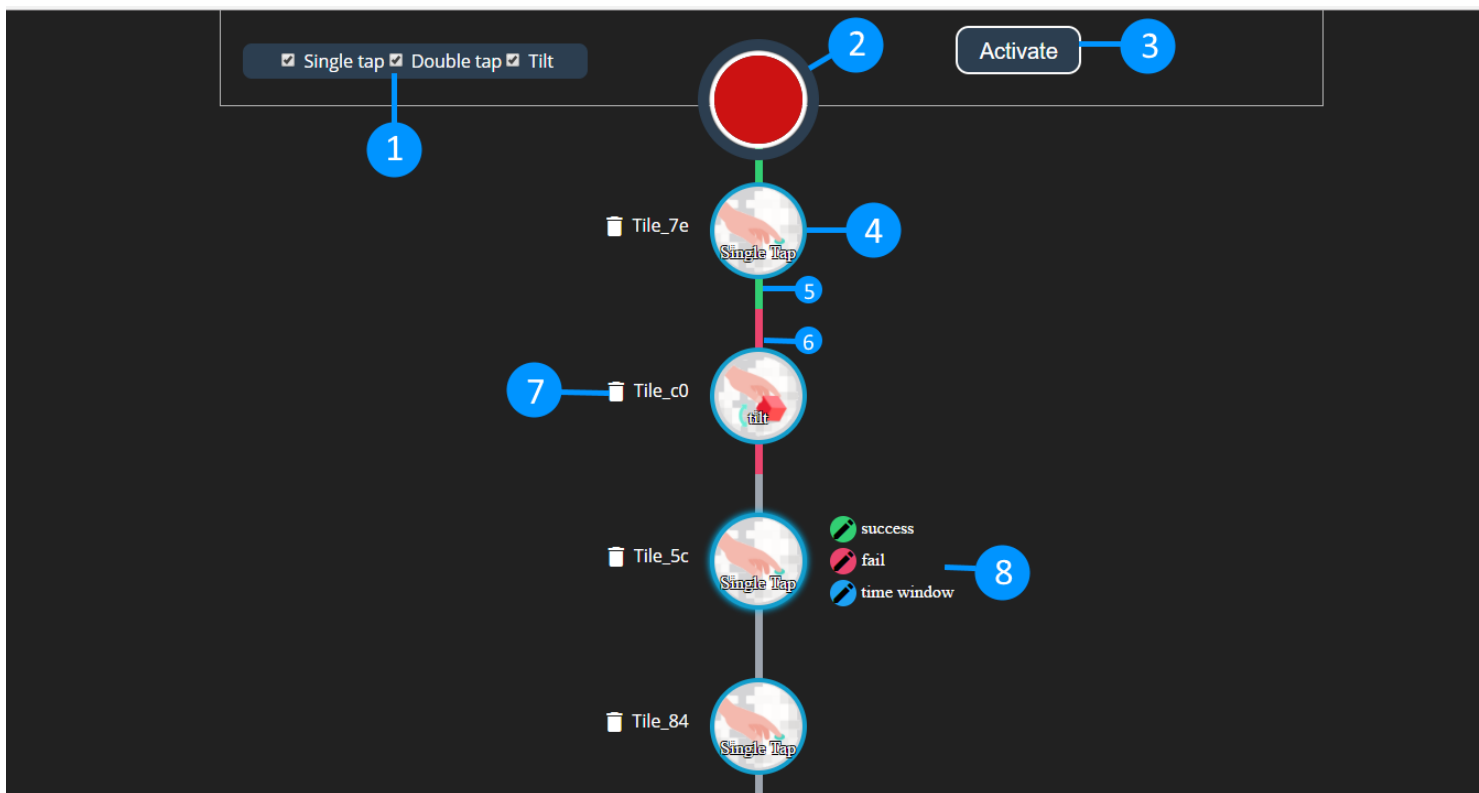 Single tap Double tap Tilt
1
2
Activate
3
Tile_7e
Single Tap
4
5
6
7
Tile_c0
tilt
Tile_5c
Single Tap
success
fail
time window
8
Tile_84
Single Tap